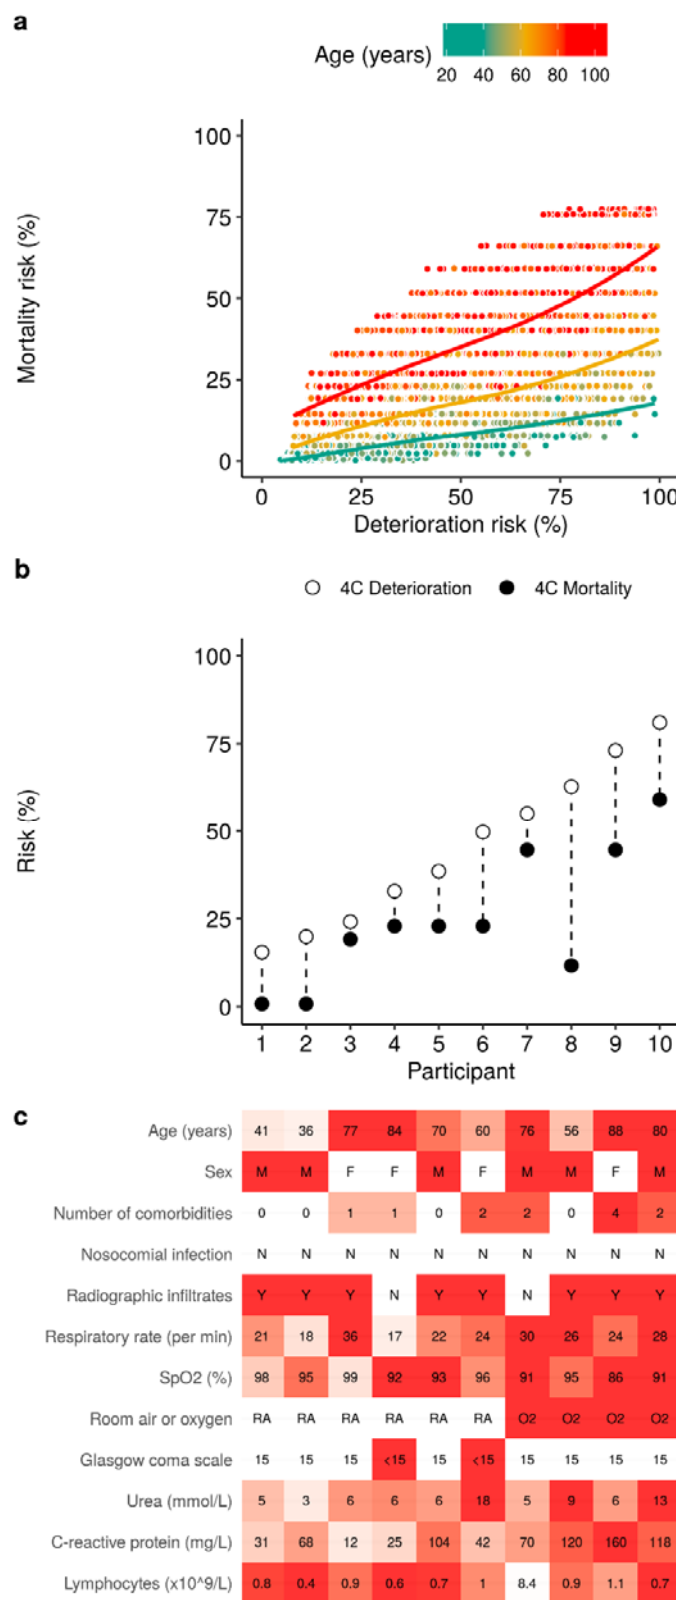 a
Age (years)
20 40 60 80 100
100
75
50
25
0
Mortality risk (%)
0 25 50 75 100
Deterioration risk (%)
b
4C Deterioration 4C Mortality
100
75
50
25
0
Risk (%)
1 2 3 4 5 6 7 8 9 10
Participant
c
Age (years) 41 36 77 84 70 60 76 56 88 80
Sex M M F F M F M M F M
Number of comorbidities 0 0 1 1 0 2 2 0 4 2
Nosocomial infection N N N N N N N N N N
Radiographic infiltrates Y Y Y N Y Y N Y Y Y
Respiratory rate (per min) 21 18 36 17 22 24 30 26 24 28
SpO2 (%) 98 95 99 92 93 96 91 95 86 91
Room air or oxygen RA RA RA RA RA RA O2 O2 O2 O2
Glasgow coma scale 15 15 15 <15 15 <15 15 15 15 15
Urea (mmol/L) 5 3 6 6 6 18 5 9 6 13
C-reactive protein (mg/L) 31 68 12 25 104 42 70 120 160 118
Lymphocytes (x10^9/L) 0.8 0.4 0.9 0.6 0.7 1 8.4 0.9 1.1 0.7